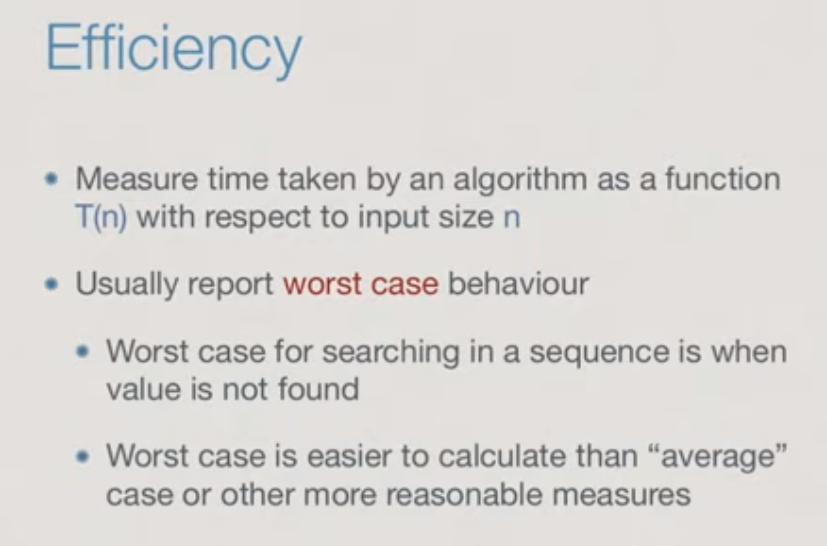 Efficiency
Measure time taken by an algorithm as a function
T(n) with respect to input size n
Usually report worst case behaviour
Worst case for searching in a sequence is when
value is not found
Worst case is easier to calculate than “average”
case or other more reasonable measures